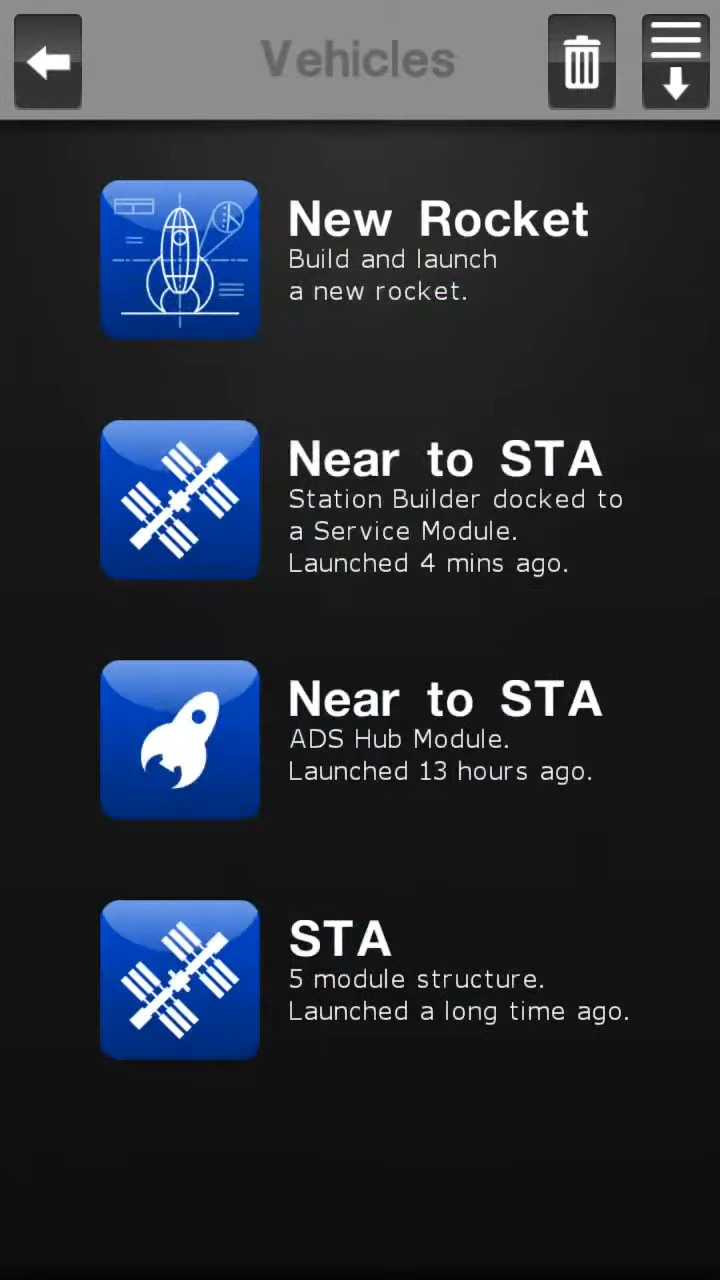 Vehicles
New Rocket
Build and launch
a new rocket.
Near to STA
Station Builder docked to
a Service Module.
Launched 4 mins ago.
Near to STA
ADS Hub Module.
Launched 13 hours ago.
STA
5 module structure.
Launched a long time ago.